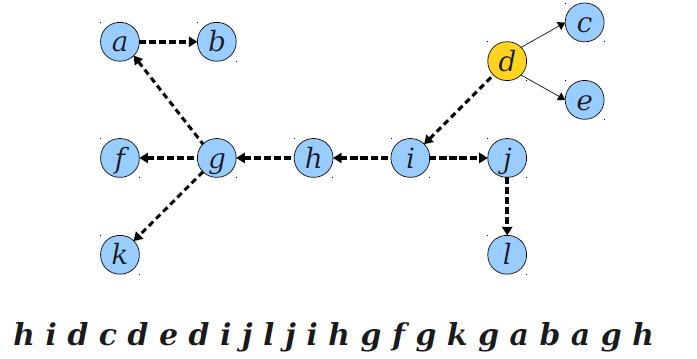 a b c
d
e
f g h i j
k l
h i d c d e d i j l j i h g f g k g a b a g h